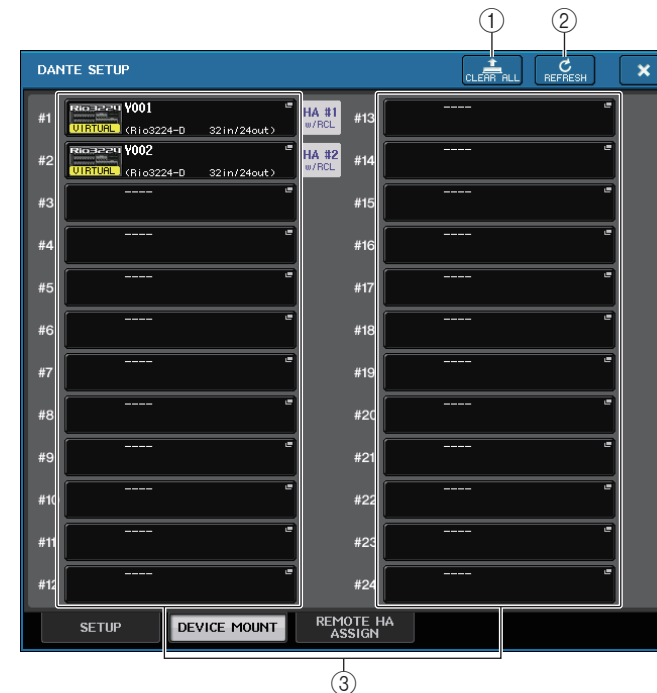 ① ②
DANTE SETUP
CLEAR ALL
REFRESH
#1 Rio3224 Y001
VIRTUAL (Rio3224-D 32in/24out)
HA #1
w/RCL
#2 Rio3224 Y002
VIRTUAL (Rio3224-D 32in/24out)
HA #2
w/RCL
#3 ----
#4 ----
#5 ----
#6 ----
#7 ----
#8 ----
#9 ----
#10 ----
#11 ----
#12 ----
#13 ----
#14 ----
#15 ----
#16 ----
#17 ----
#18 ----
#19 ----
#20 ----
#21 ----
#22 ----
#23 ----
#24 ----
SETUP
DEVICE MOUNT
REMOTE HA
ASSIGN
③